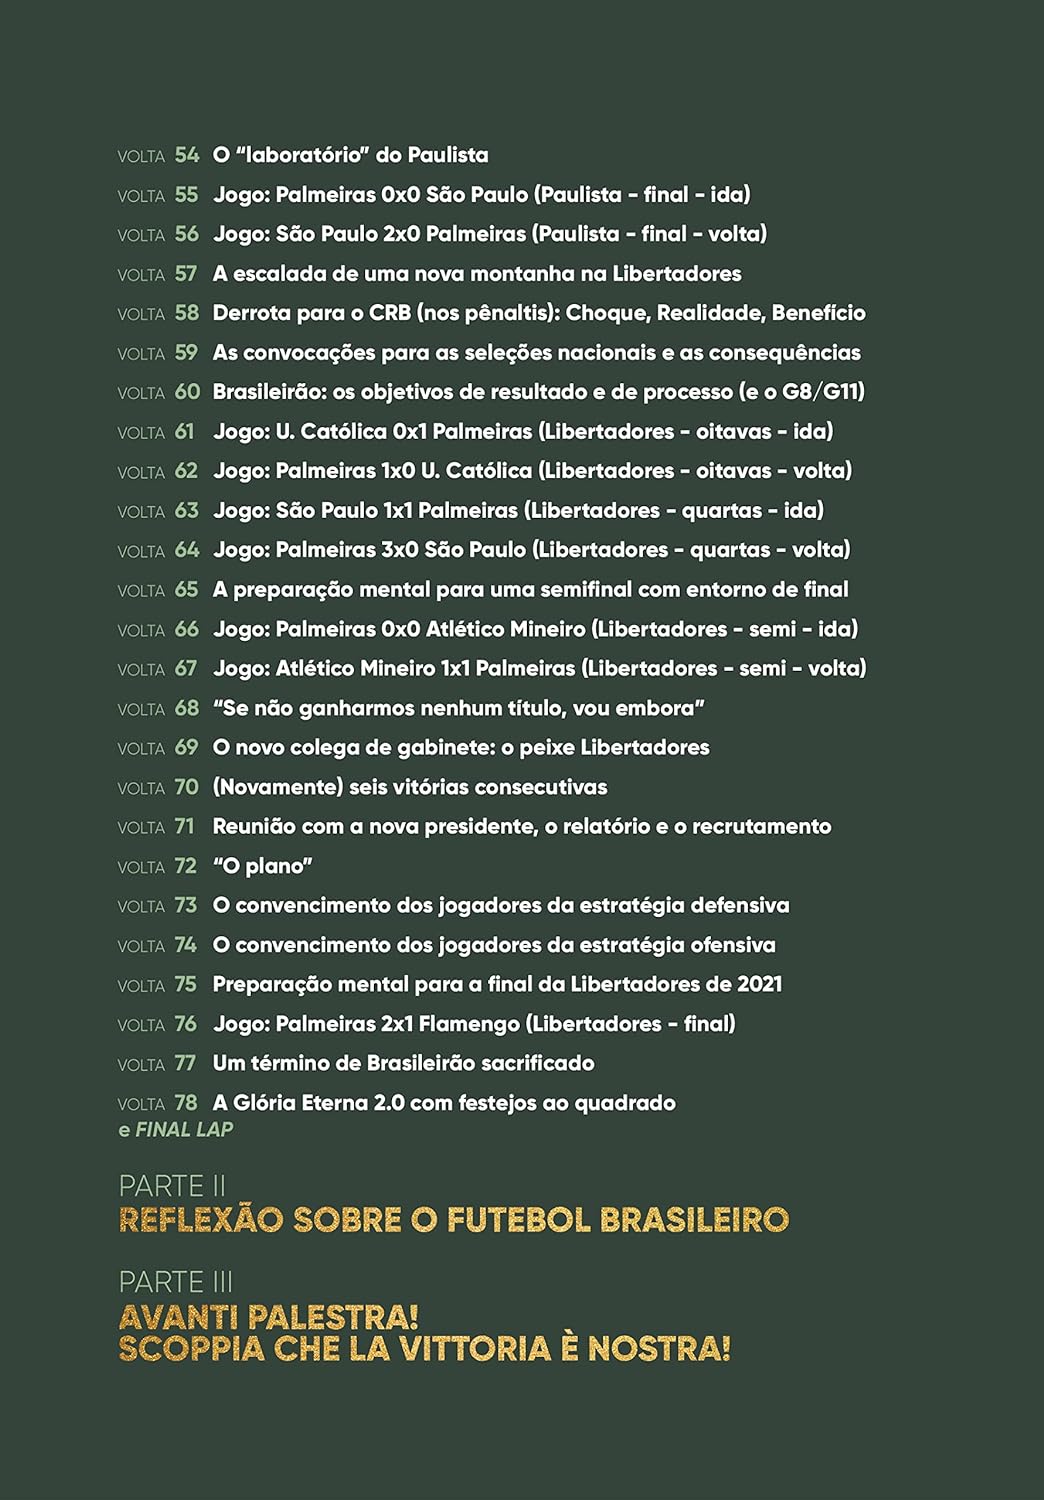 VOLTA 54 O “laboratório” do Paulista
VOLTA 55 Jogo: Palmeiras 0x0 São Paulo (Paulista - final - ida)
VOLTA 56 Jogo: São Paulo 2x0 Palmeiras (Paulista - final - volta)
VOLTA 57 A escalada de uma nova montanha na Libertadores
VOLTA 58 Derrota para o CRB (nos pênaltis): Choque, Realidade, Benefício
VOLTA 59 As convocações para as seleções nacionais e as consequências
VOLTA 60 Brasileirão: os objetivos de resultado e de processo (e o G8/G11)
VOLTA 61 Jogo: U. Católica 0x1 Palmeiras (Libertadores - oitavas - ida)
VOLTA 62 Jogo: Palmeiras 1x0 U. Católica (Libertadores - oitavas - volta)
VOLTA 63 Jogo: São Paulo 1x1 Palmeiras (Libertadores - quartas - ida)
VOLTA 64 Jogo: Palmeiras 3x0 São Paulo (Libertadores - quartas - volta)
VOLTA 65 A preparação mental para uma semifinal com entorno de final
VOLTA 66 Jogo: Palmeiras 0x0 Atlético Mineiro (Libertadores - semi - ida)
VOLTA 67 Jogo: Atlético Mineiro 1x1 Palmeiras (Libertadores - semi - volta)
VOLTA 68 “Se não ganharmos nenhum título, vou embora”
VOLTA 69 O novo colega de gabinete: o peixe Libertadores
VOLTA 70 (Novamente) seis vitórias consecutivas
VOLTA 71 Reunião com a nova presidente, o relatório e o recrutamento
VOLTA 72 “O plano”
VOLTA 73 O convencimento dos jogadores da estratégia defensiva
VOLTA 74 O convencimento dos jogadores da estratégia ofensiva
VOLTA 75 Preparação mental para a final da Libertadores de 2021
VOLTA 76 Jogo: Palmeiras 2x1 Flamengo (Libertadores - final)
VOLTA 77 Um término de Brasileirão sacrificado
VOLTA 78 A Glória Eterna 2.0 com festejos ao quadrado
e FINAL LAP
PARTE II
REFLEXÃO SOBRE O FUTEBOL BRASILEIRO
PARTE III
AVANTI PALESTRA!
SCOPPIA CHE LA VITTORIA È NOSTRA!